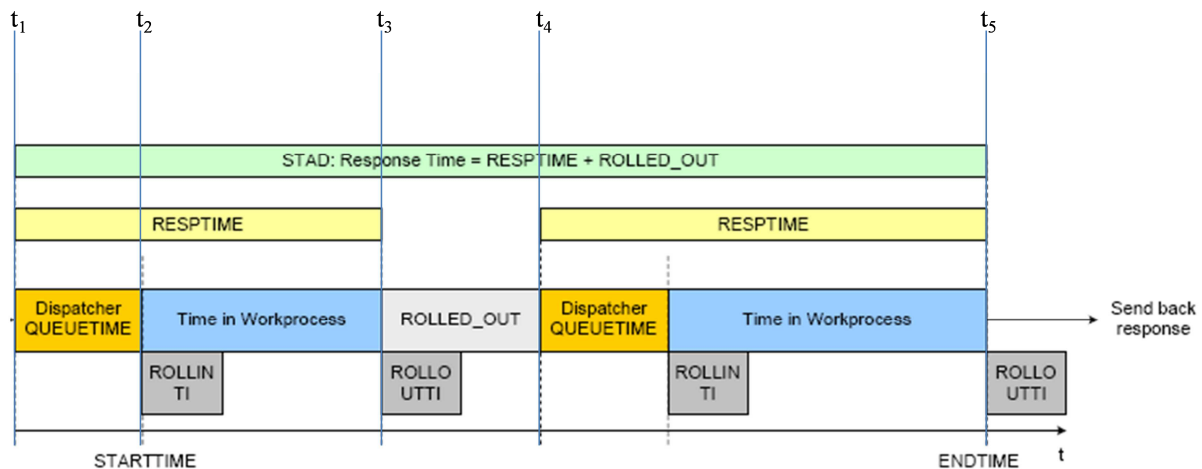 t1 t2 t3 t4 t5
STAD: Response Time = RESPTIME + ROLLED_OUT
RESPTIME RESPTIME
Dispatcher
QUEUETIME
Time in Workprocess
ROLLED_OUT
Dispatcher
QUEUETIME
Time in Workprocess
Send back
response
ROLLIN
TI
ROLLO
UTTI
ROLLIN
TI
ROLLO
UTTI
STARTTIME ENDTIME t